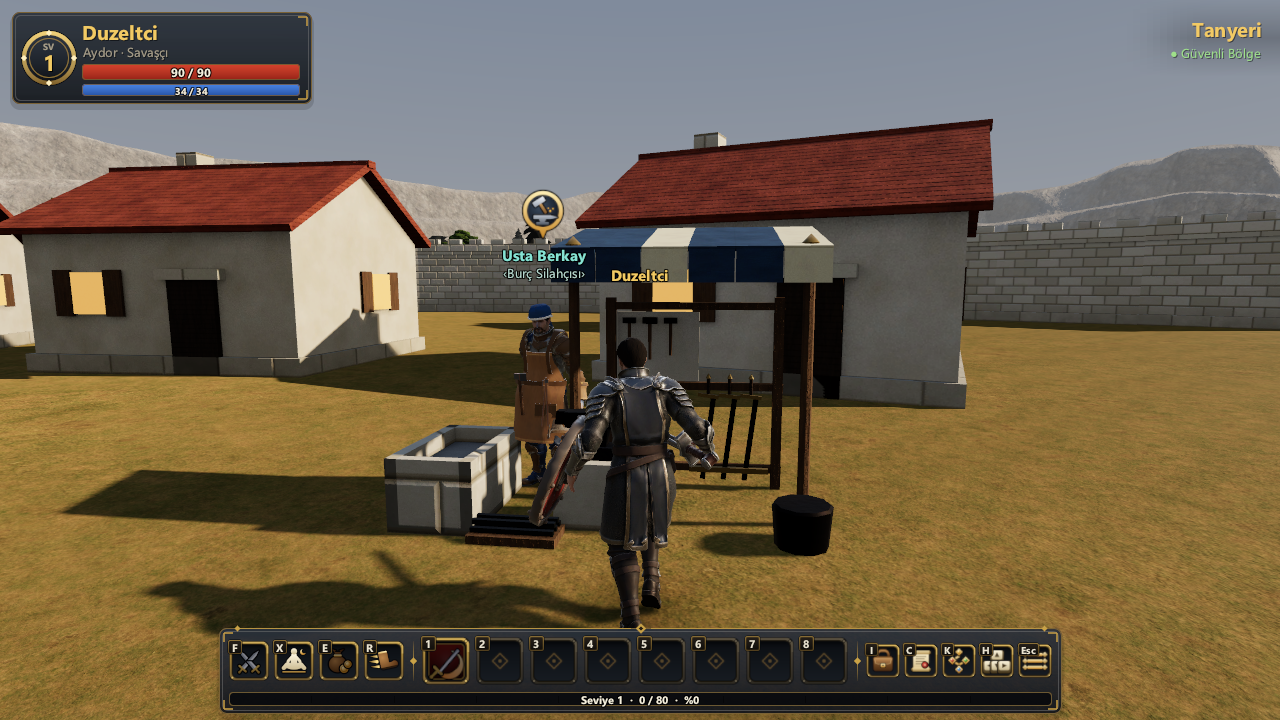 Duzeltci
SV
1
Aydor · Savaşçı
90 / 90
34 / 34
Tanyeri
Güvenli Bölge
Usta Berkay
‹Burç Silahçısı›
Duzeltci
F
X
E
R
1
2
3
4
5
6
7
8
I
C
K
H
Esc
A
Seviye 1 · 0 / 80 · %0